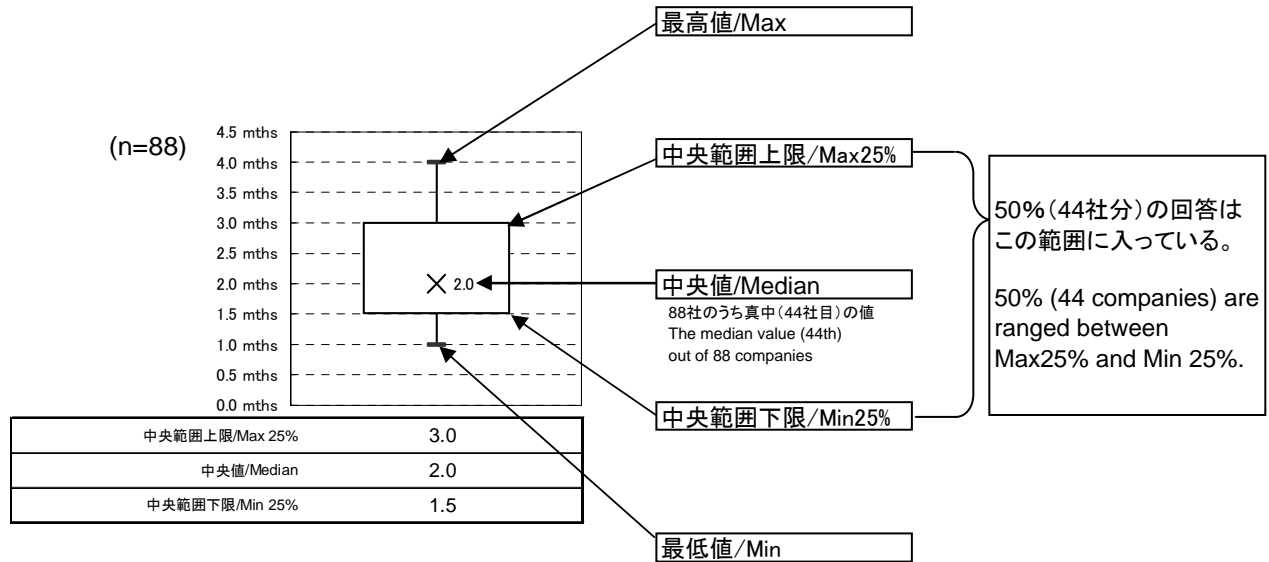 最高値/Max
(n=88)
4.5 mths
4.0 mths
3.5 mths
3.0 mths
2.5 mths
2.0 mths
1.5 mths
1.0 mths
0.5 mths
0.0 mths
2.0
中央範囲上限/Max25%
中央値/Median
88社のうち真中(44社目)の値
The median value (44th)
out of 88 companies
中央範囲下限/Min25%
最低値/Min
50%(44社分)の回答は
この範囲に入っている。
50% (44 companies) are
ranged between
Max25% and Min 25%.
中央範囲上限/Max 25% 3.0
中央値/Median 2.0
中央範囲下限/Min 25% 1.5